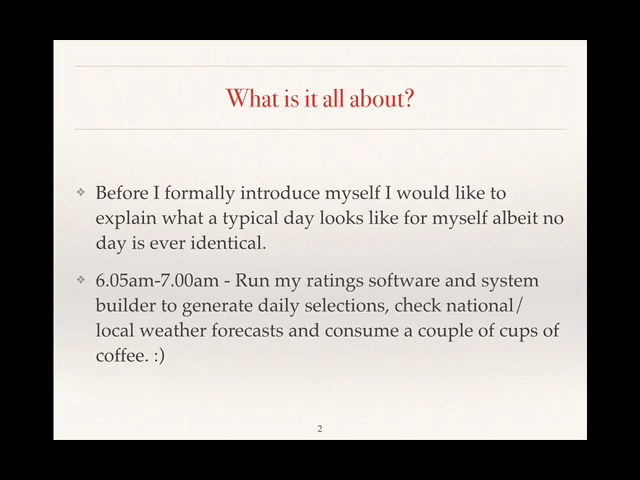 What is it all about?
❖ Before I formally introduce myself I would like to
explain what a typical day looks like for myself albeit no
day is ever identical.
❖ 6.05am-7.00am - Run my ratings software and system
builder to generate daily selections, check national/
local weather forecasts and consume a couple of cups of
coffee. :)
2